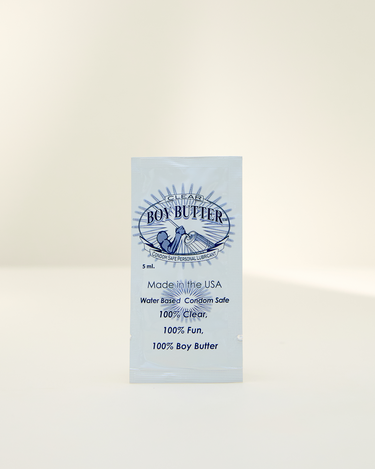 CLEAR
BOY BUTTER
CONDOM SAFE PERSONAL LUBRICANT
5 ml.
Made in the USA
Water Based Condom Safe
100% Clear,
100% Fun,
100% Boy Butter